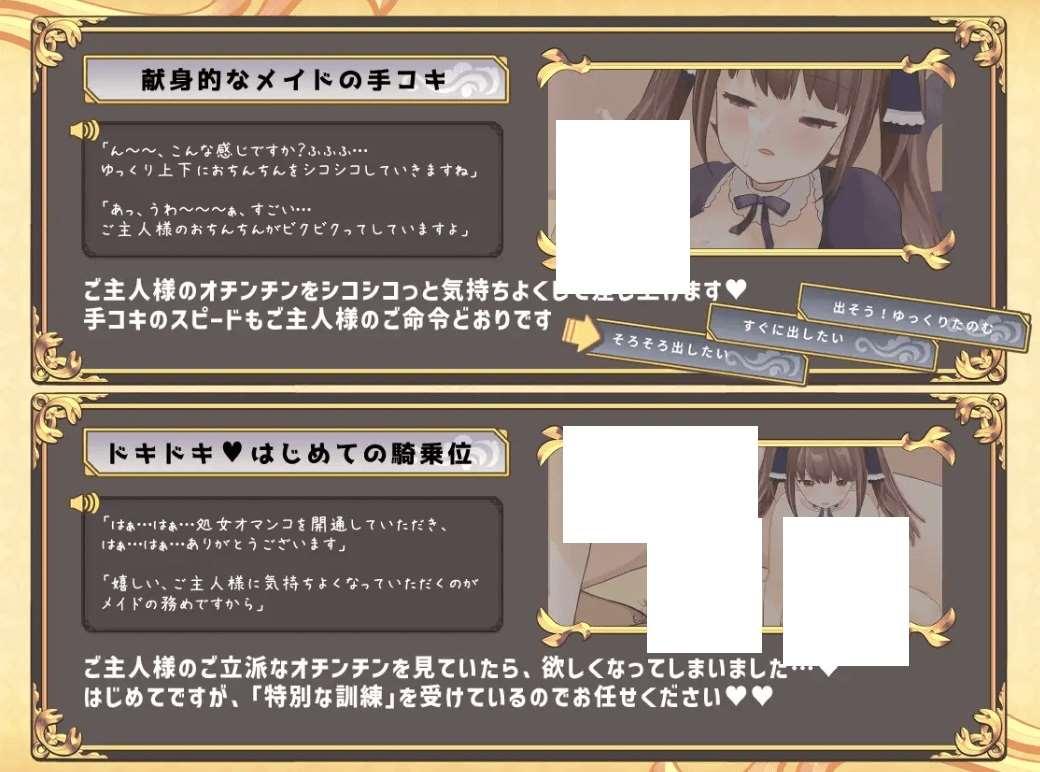 献身的なメイドの手コキ
「ん～～、こんな感じですか？ふふふ…
ゆっくり上下におちんちんをシコシコしていきますね」
「あっ、うわ～～～ぁ、すごい…
ご主人様のおちんちんがビクビクってしていますよ」
ご主人様のオチンチンをシコシコっと気持ちよく
ます♥
手コキのスピードもご主人様のご命令どおりです
そろそろ出したい
すぐに出したい
出そう！ゆっくりたのむ
ドキドキ♥はじめての騎乗位
「はぁ…はぁ…処女オマンコを開通していただき、
はぁ…はぁ…ありがとうございます」
「嬉しい、ご主人様に気持ちよくなっていただくのが
メイドの務めですから」
ご主人様のご立派なオチンチンを見ていたら、欲しくなってしまいました…♥
はじめてですが、「特別な訓練」を受けているのでお任せください♥♥